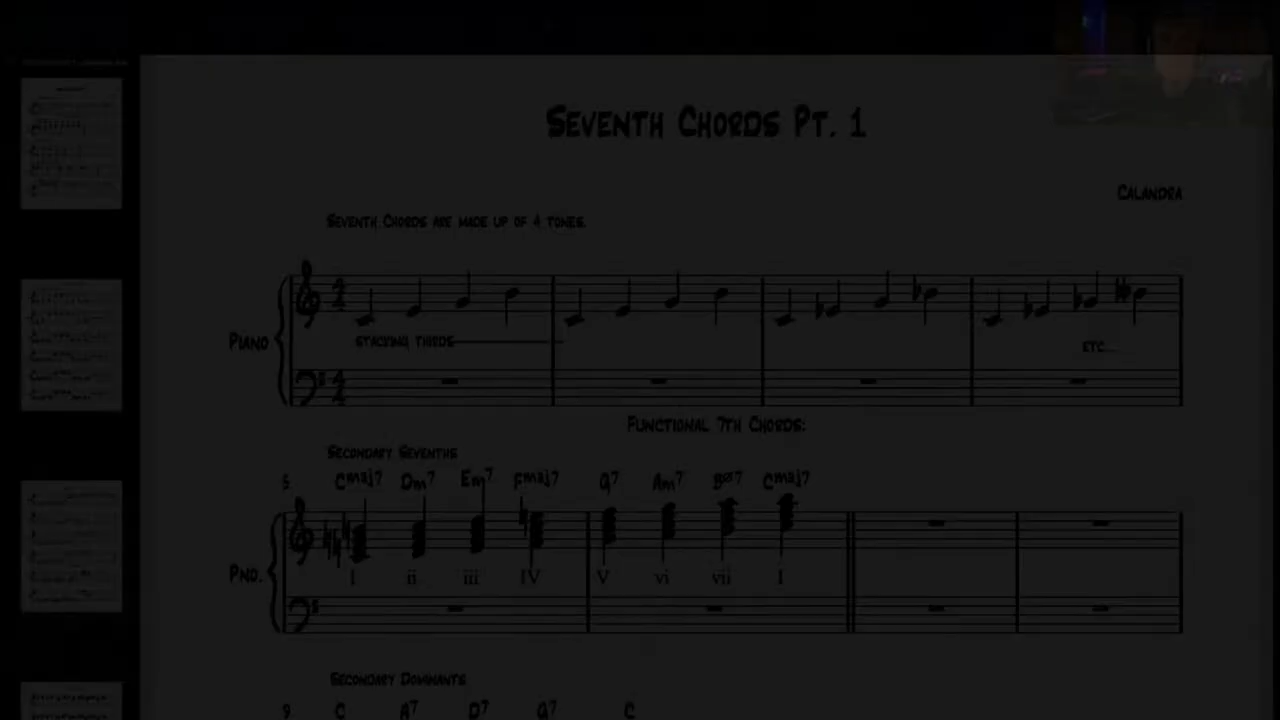 Seventh Chords Pt. 1
Calandra
Seventh Chords are made up of 4 tones.
Piano
stacking thirds
etc...
Functional 7th Chords:
Secondary Sevenths
5 Cmaj7 Dm7 Em7 Fmaj7 G7 Am7 Bø7 Cmaj7
Pno.
I ii iii IV V vi vii I
Secondary Dominants
9 C A7 D7 G7 C